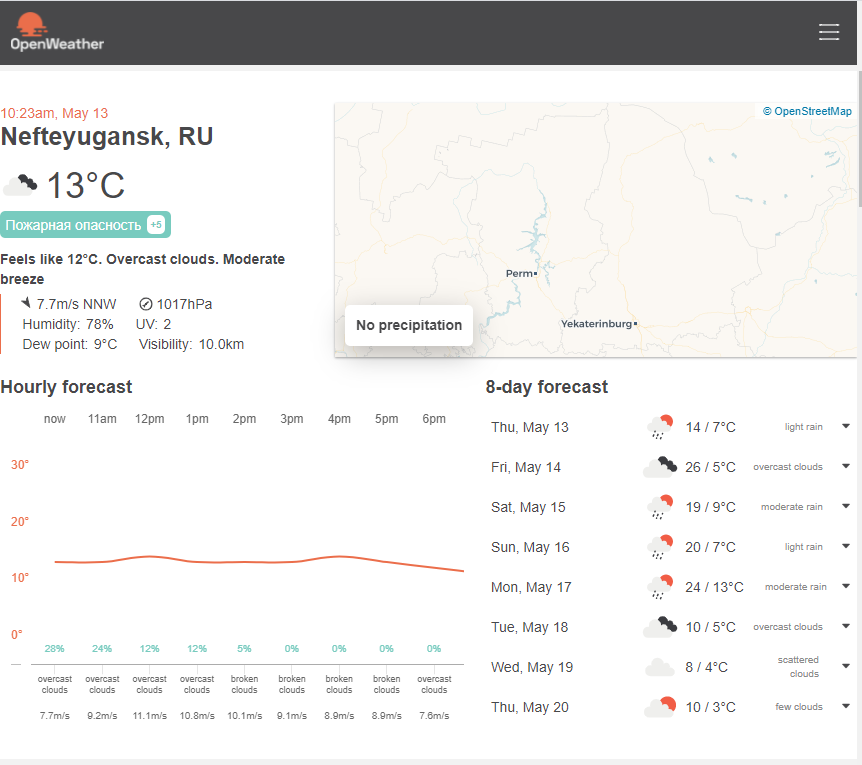 OpenWeather
10:23am, May 13
Nefteyugansk, RU
13°C
Пожарная опасность +5
Feels like 12°C. Overcast clouds. Moderate
breeze
7.7m/s NNW 1017hPa
Humidity: 78% UV: 2
Dew point: 9°C Visibility: 10.0km
© OpenStreetMap
Perm
Yekaterinburg
No precipitation
Hourly forecast
now 11am 12pm 1pm 2pm 3pm 4pm 5pm 6pm
30°
20°
10°
0°
28% 24% 12% 12% 5% 0% 0% 0% 0%
overcast overcast overcast overcast broken broken broken broken overcast
clouds clouds clouds clouds clouds clouds clouds clouds clouds
7.7m/s 9.2m/s 11.1m/s 10.8m/s 10.1m/s 9.1m/s 8.9m/s 8.9m/s 7.6m/s
8-day forecast
Thu, May 13 14 / 7°C light rain
Fri, May 14 26 / 5°C overcast clouds
Sat, May 15 19 / 9°C moderate rain
Sun, May 16 20 / 7°C light rain
Mon, May 17 24 / 13°C moderate rain
Tue, May 18 10 / 5°C overcast clouds
Wed, May 19 8 / 4°C scattered
clouds
Thu, May 20 10 / 3°C few clouds